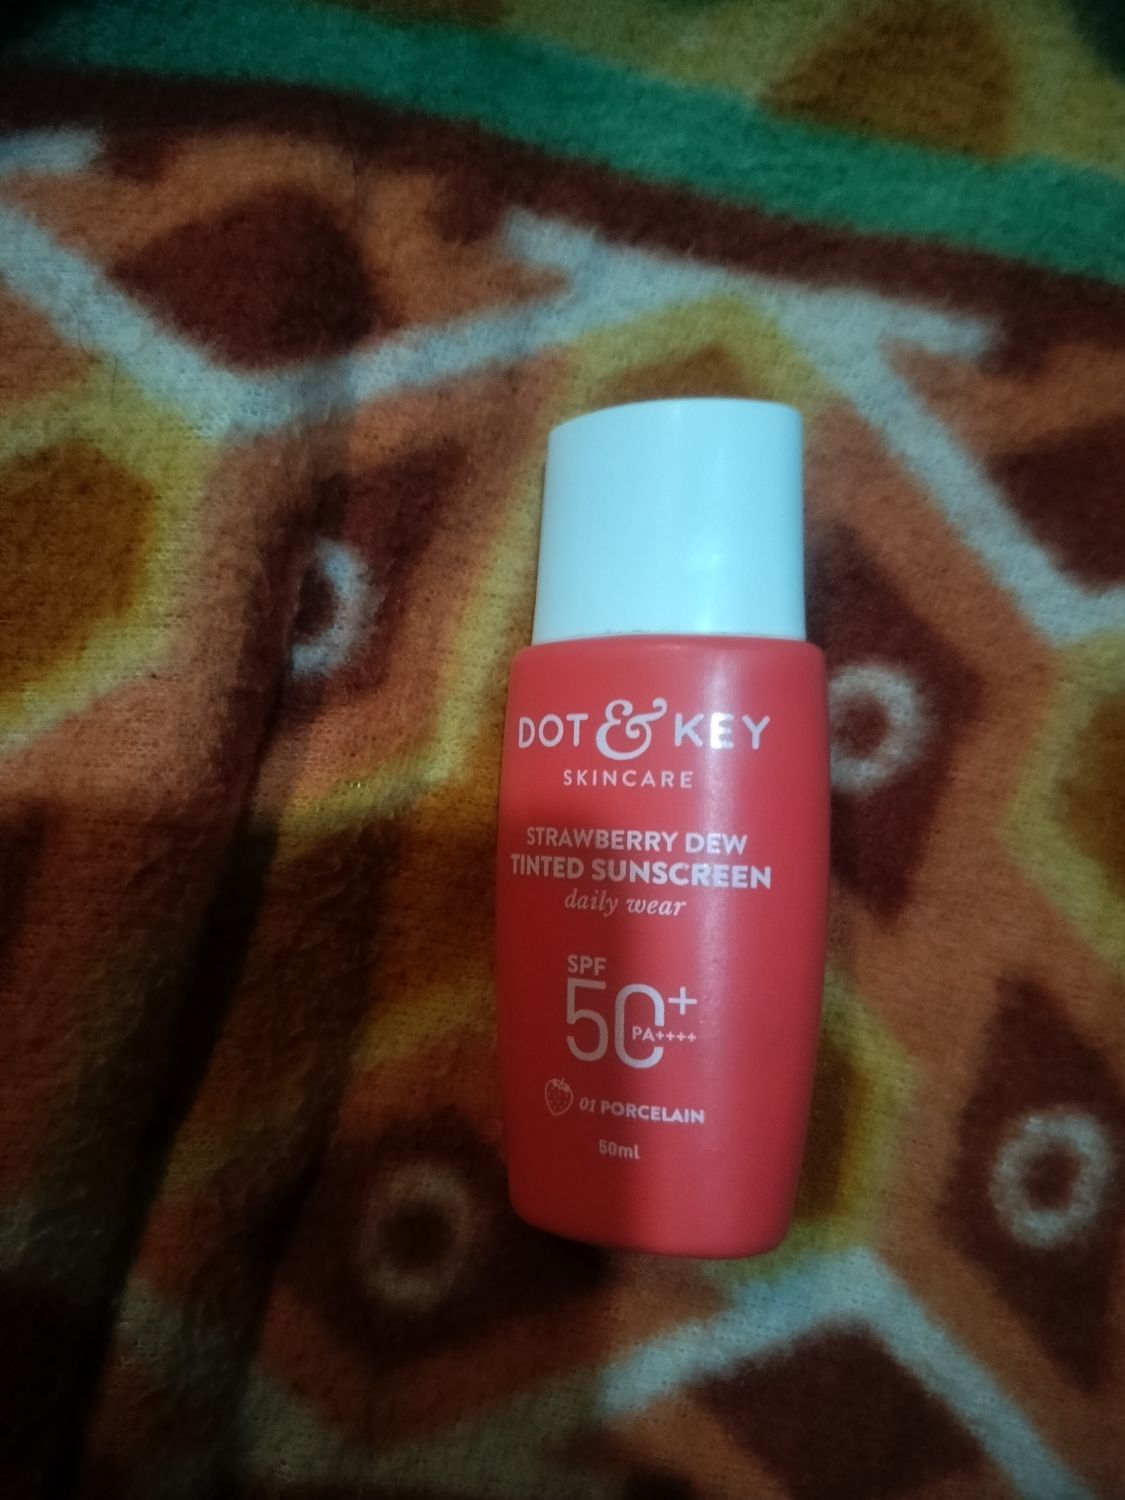 DOT & KEY
SKINCARE
STRAWBERRY DEW
TINTED SUNSCREEN
daily wear
SPF
50+
PA++++
01 PORCELAIN
50ml